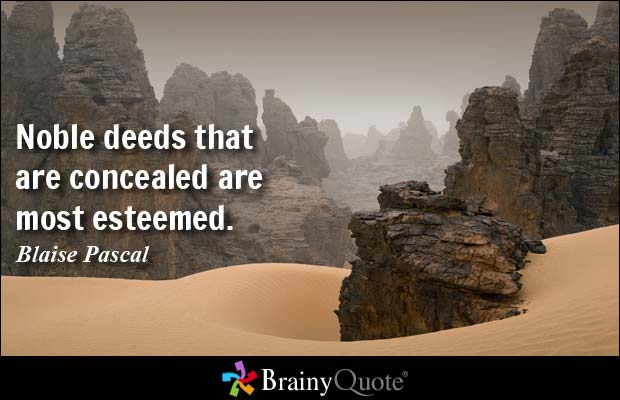 Noble deeds that
are concealed are
most esteemed.
Blaise Pascal
BrainyQuote®